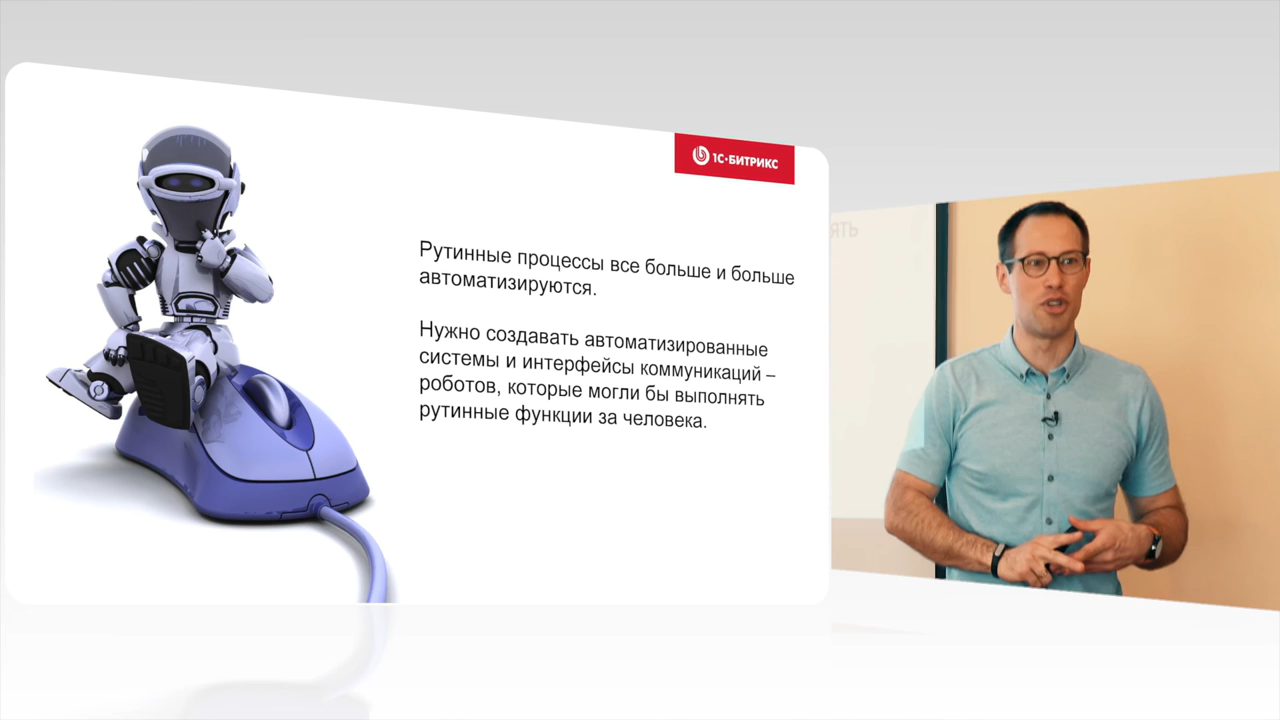 1С-БИТРИКС
Рутинные процессы все больше и больше
автоматизируются.
Нужно создавать автоматизированные
системы и интерфейсы коммуникаций –
роботов, которые могли бы выполнять
рутинные функции за человека.
ЯТЬ